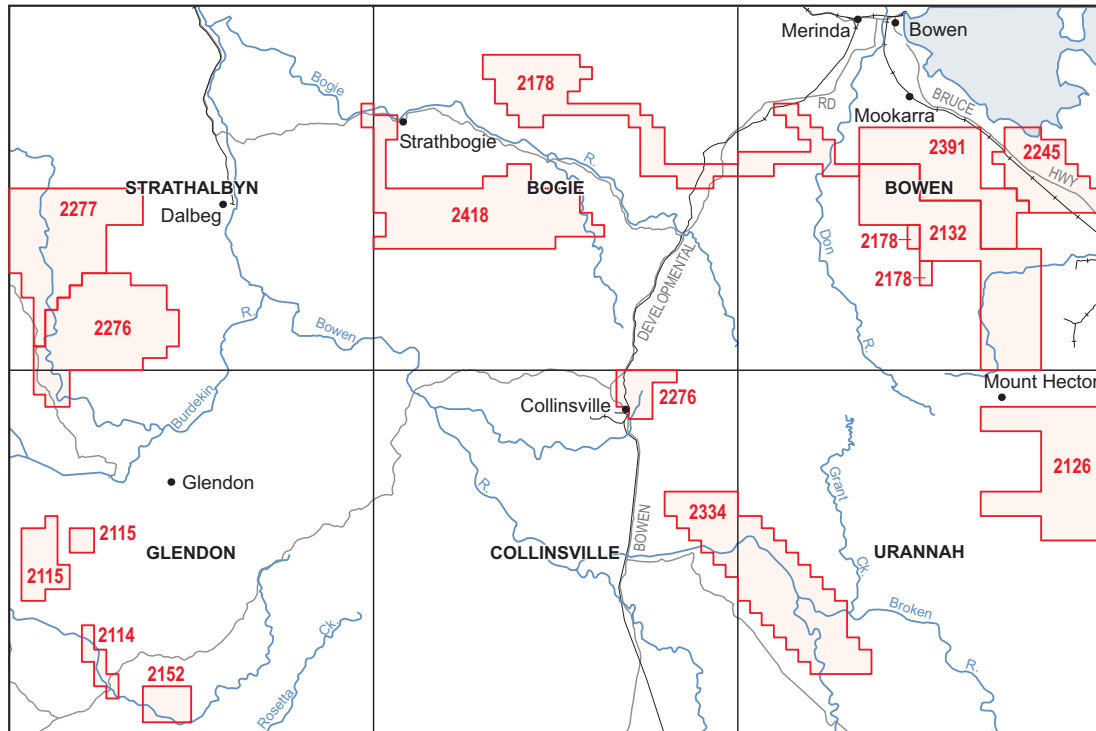 Merinda
Bowen
Bogie
2178
RD
BRUCE
Mookarra
Strathbogie
R.
2391
2245
HWY
STRATHALBYN
BOGIE
BOWEN
2277
Dalbeg
2418
2178
2132
Don
2178
DEVELOPMENTAL
2276
R.
Bowen
R.
Burdekin
Mount Hector
Collinsville
2276
2126
Glendon
R.
Grant
2115
2334
BOWEN
GLENDON
COLLINSVILLE
URANNAH
2115
Ck.
Broken
2114
Ck.
2152
R.
Rosetta